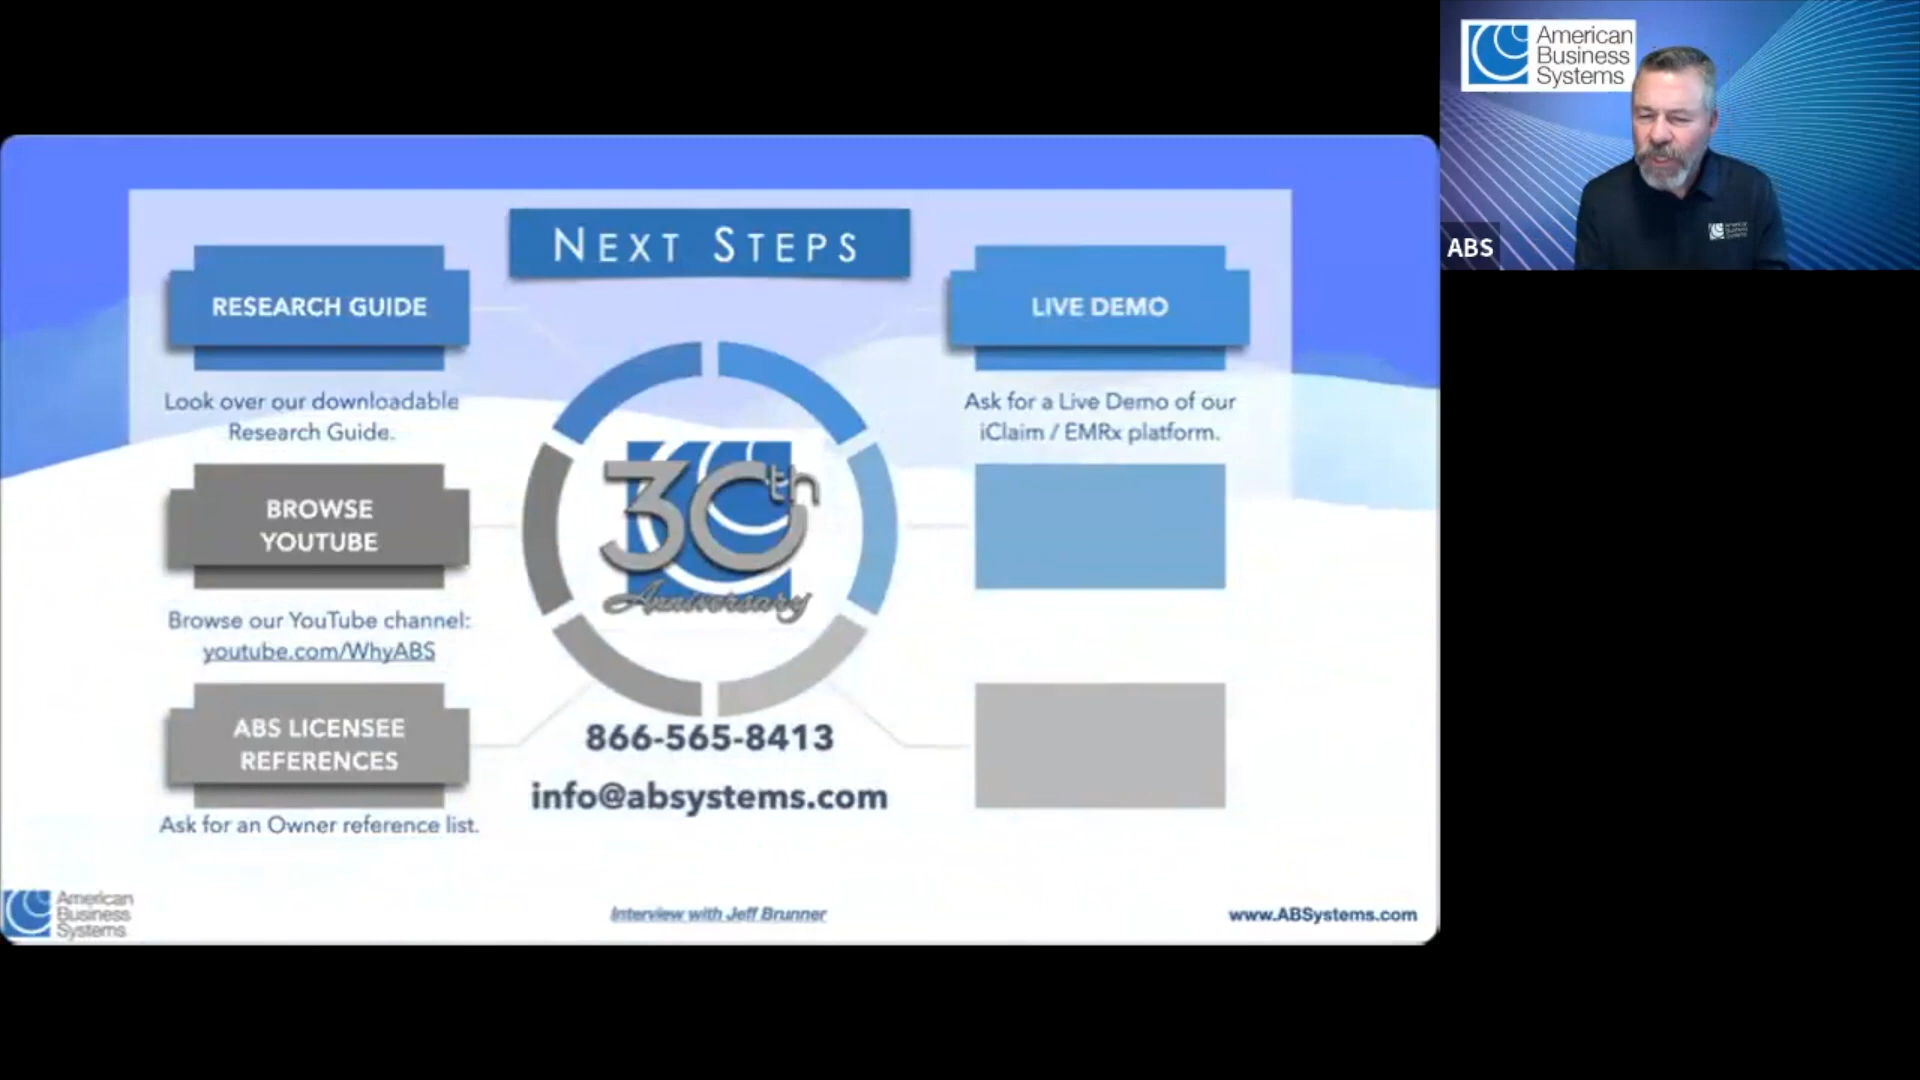 NEXT STEPS
RESEARCH GUIDE
Look over our downloadable
Research Guide.
BROWSE
YOUTUBE
Browse our YouTube channel:
youtube.com/WhyABS
ABS LICENSEE
REFERENCES
Ask for an Owner reference list.
30th
Anniversary
866-565-8413
info@absystems.com
LIVE DEMO
Ask for a Live Demo of our
iClaim / EMRx platform.
American
Business
Systems
Interview with Jeff Brunner
www.ABSystems.com
American
Business
Systems
ABS
American
Business
Systems